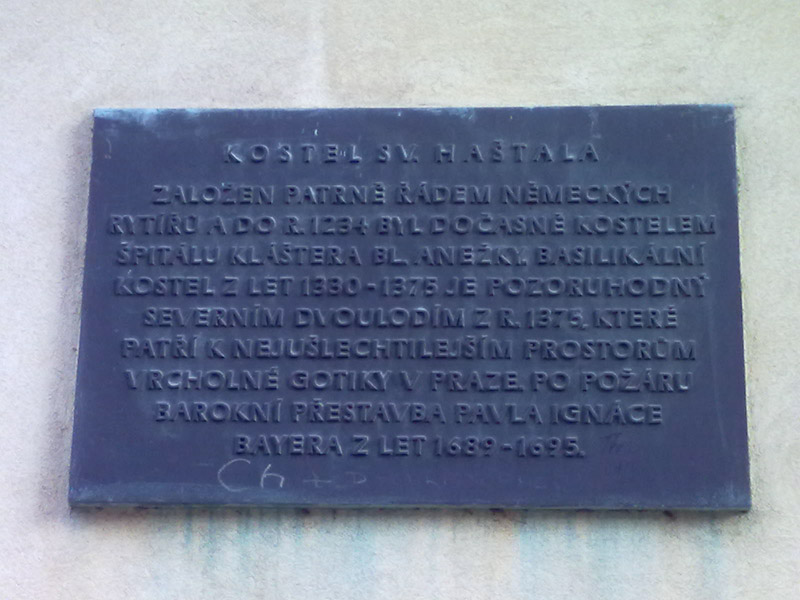 KOSTEL SV. HAŠTALA
ZALOŽEN PATRNĚ ŘÁDEM NĚMECKÝCH
RYTÍŘŮ A DO R. 1234 BYL DOČASNĚ KOSTELEM
ŠPITÁLU KLÁŠTERA BL. ANEŽKY. BASILIKÁLNÍ
KOSTEL Z LET 1330-1375 JE POZORUHODNÝ
SEVERNÍM DVOULODÍM Z R. 1375, KTERÉ
PATŘÍ K NEJUŠLECHTILEJŠÍM PROSTORŮM
VRCHOLNÉ GOTIKY V PRAZE. PO POŽÁRU
BAROKNÍ PŘESTAVBA PAVLA IGNÁCE
BAYERA Z LET 1689-1695.